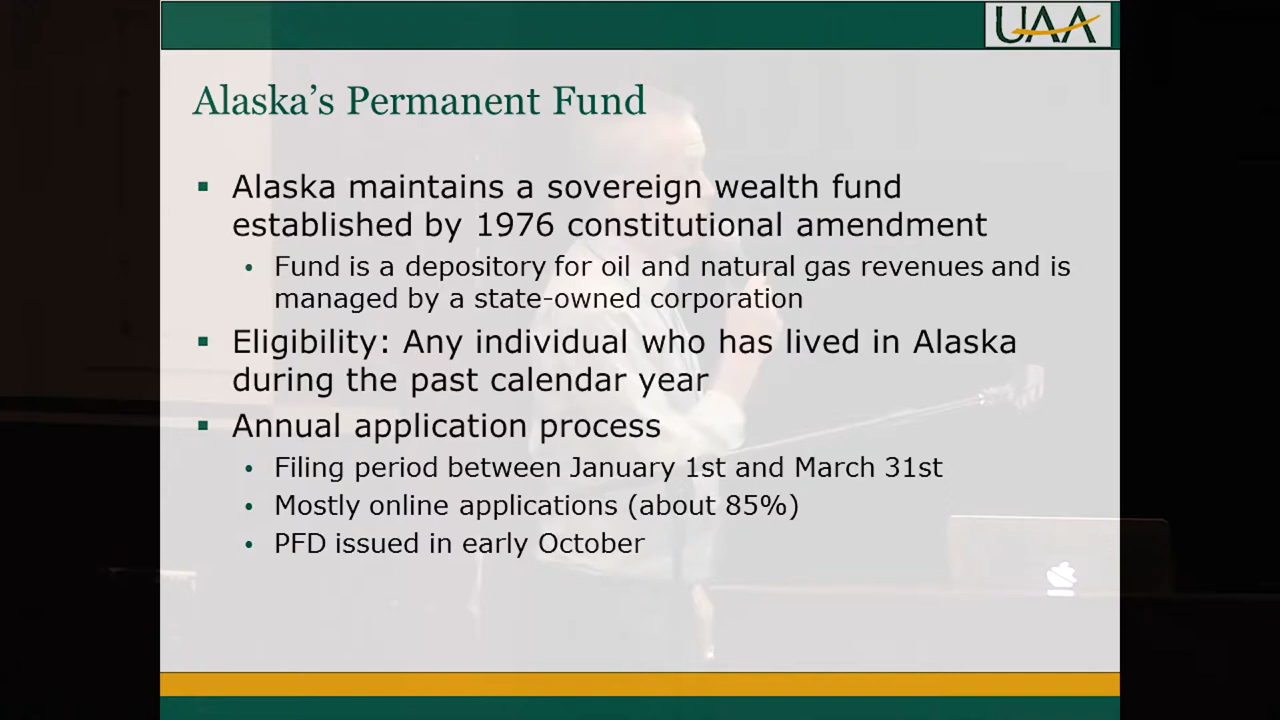 UAA
Alaska’s Permanent Fund
▪ Alaska maintains a sovereign wealth fund
established by 1976 constitutional amendment
• Fund is a depository for oil and natural gas revenues and is
managed by a state-owned corporation
▪ Eligibility: Any individual who has lived in Alaska
during the past calendar year
▪ Annual application process
• Filing period between January 1st and March 31st
• Mostly online applications (about 85%)
• PFD issued in early October